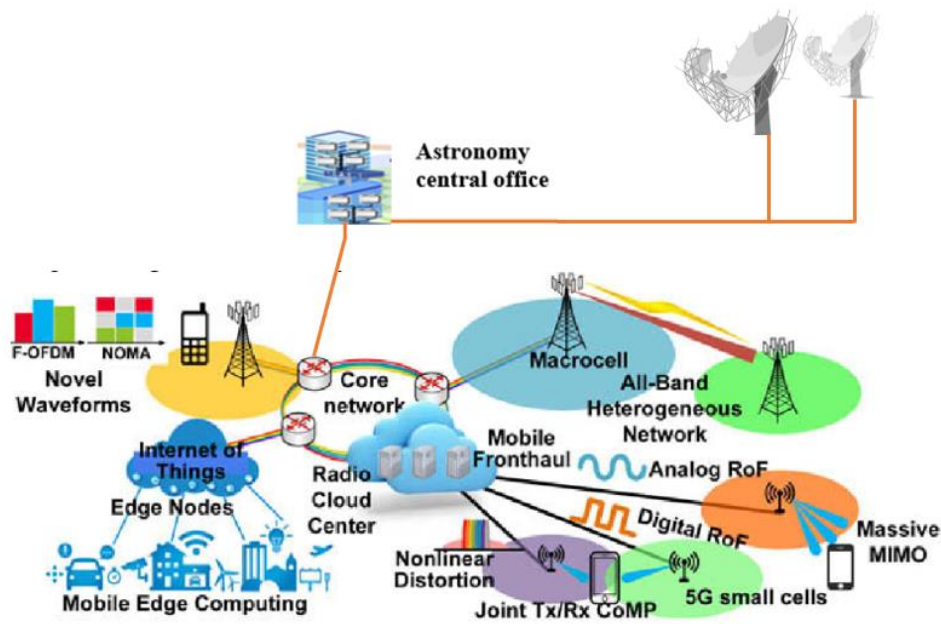 Astronomy
central office
F-OFDM
NOMA
Novel
Waveforms
Core
network
Macrocell
All-Band
Heterogeneous
Network
Internet of
Things
Edge Nodes
Radio
Cloud
Center
Mobile
Fronthaul
Analog RoF
Digital RoF
Massive
MIMO
Nonlinear
Distortion
Mobile Edge Computing
Joint Tx/Rx CoMP
5G small cells